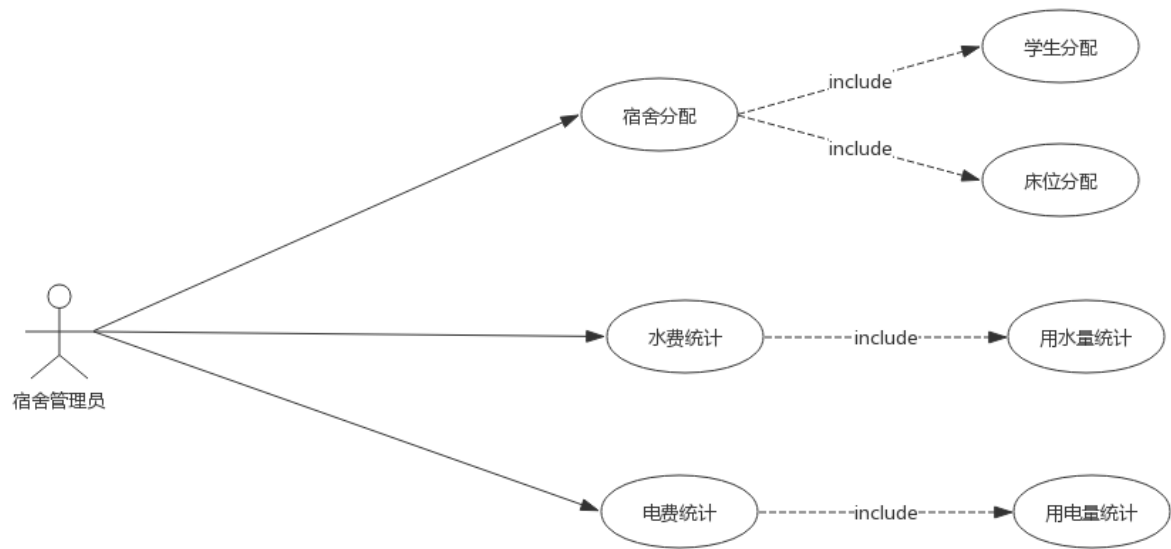 学生分配
include
宿舍分配
include
床位分配
水费统计
include
用水量统计
宿舍管理员
电费统计
include
用电量统计